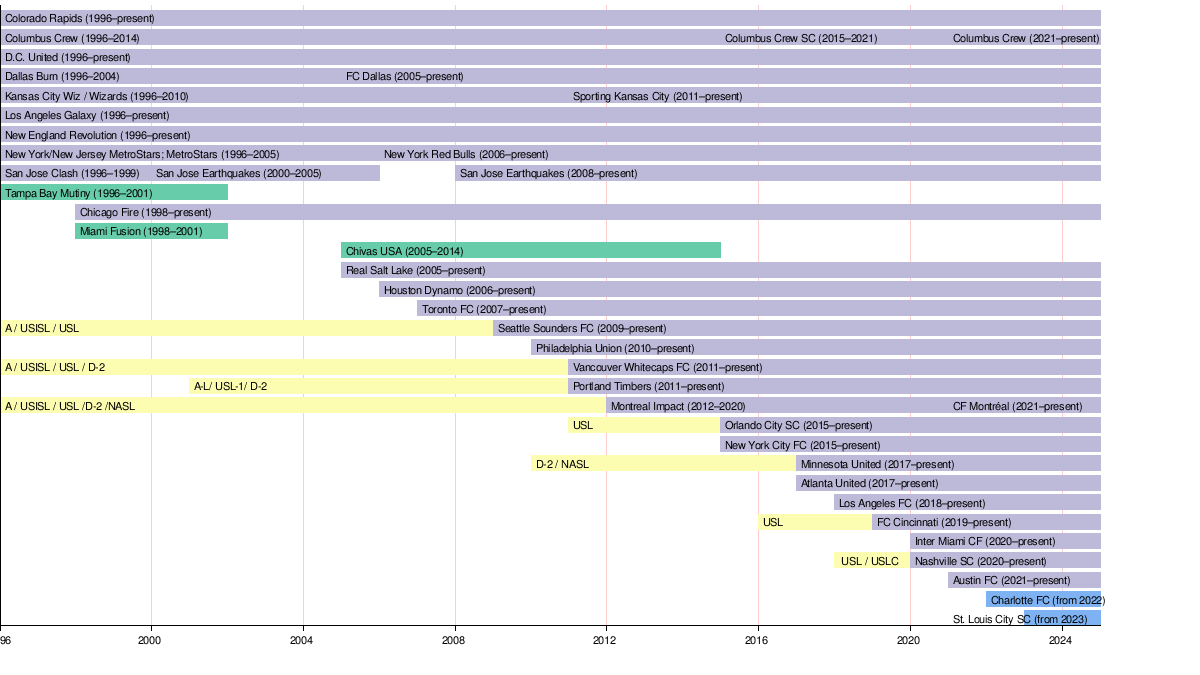 Colorado Rapids (1996–present)
Columbus Crew (1996–2014) Columbus Crew SC (2015–2021) Columbus Crew (2021–present)
D.C. United (1996–present)
Dallas Burn (1996–2004) FC Dallas (2005–present)
Kansas City Wiz / Wizards (1996–2010) Sporting Kansas City (2011–present)
Los Angeles Galaxy (1996–present)
New England Revolution (1996–present)
New York/New Jersey MetroStars; MetroStars (1996–2005) New York Red Bulls (2006–present)
San Jose Clash (1996–1999) San Jose Earthquakes (2000–2005) San Jose Earthquakes (2008–present)
Tampa Bay Mutiny (1996–2001)
Chicago Fire (1998–present)
Miami Fusion (1998–2001)
Chivas USA (2005–2014)
Real Salt Lake (2005–present)
Houston Dynamo (2006–present)
Toronto FC (2007–present)
A / USISL / USL Seattle Sounders FC (2009–present)
Philadelphia Union (2010–present)
A / USISL / USL / D-2 Vancouver Whitecaps FC (2011–present)
A-L/ USL-1/ D-2 Portland Timbers (2011–present)
A / USISL / USL /D-2 /NASL Montreal Impact (2012–2020) CF Montréal (2021–present)
USL Orlando City SC (2015–present)
New York City FC (2015–present)
D-2 / NASL Minnesota United (2017–present)
Atlanta United (2017–present)
Los Angeles FC (2018–present)
USL FC Cincinnati (2019–present)
Inter Miami CF (2020–present)
USL / USLC Nashville SC (2020–present)
Austin FC (2021–present)
Charlotte FC (from 2022)
St. Louis City SC (from 2023)
96 2000 2004 2008 2012 2016 2020 2024